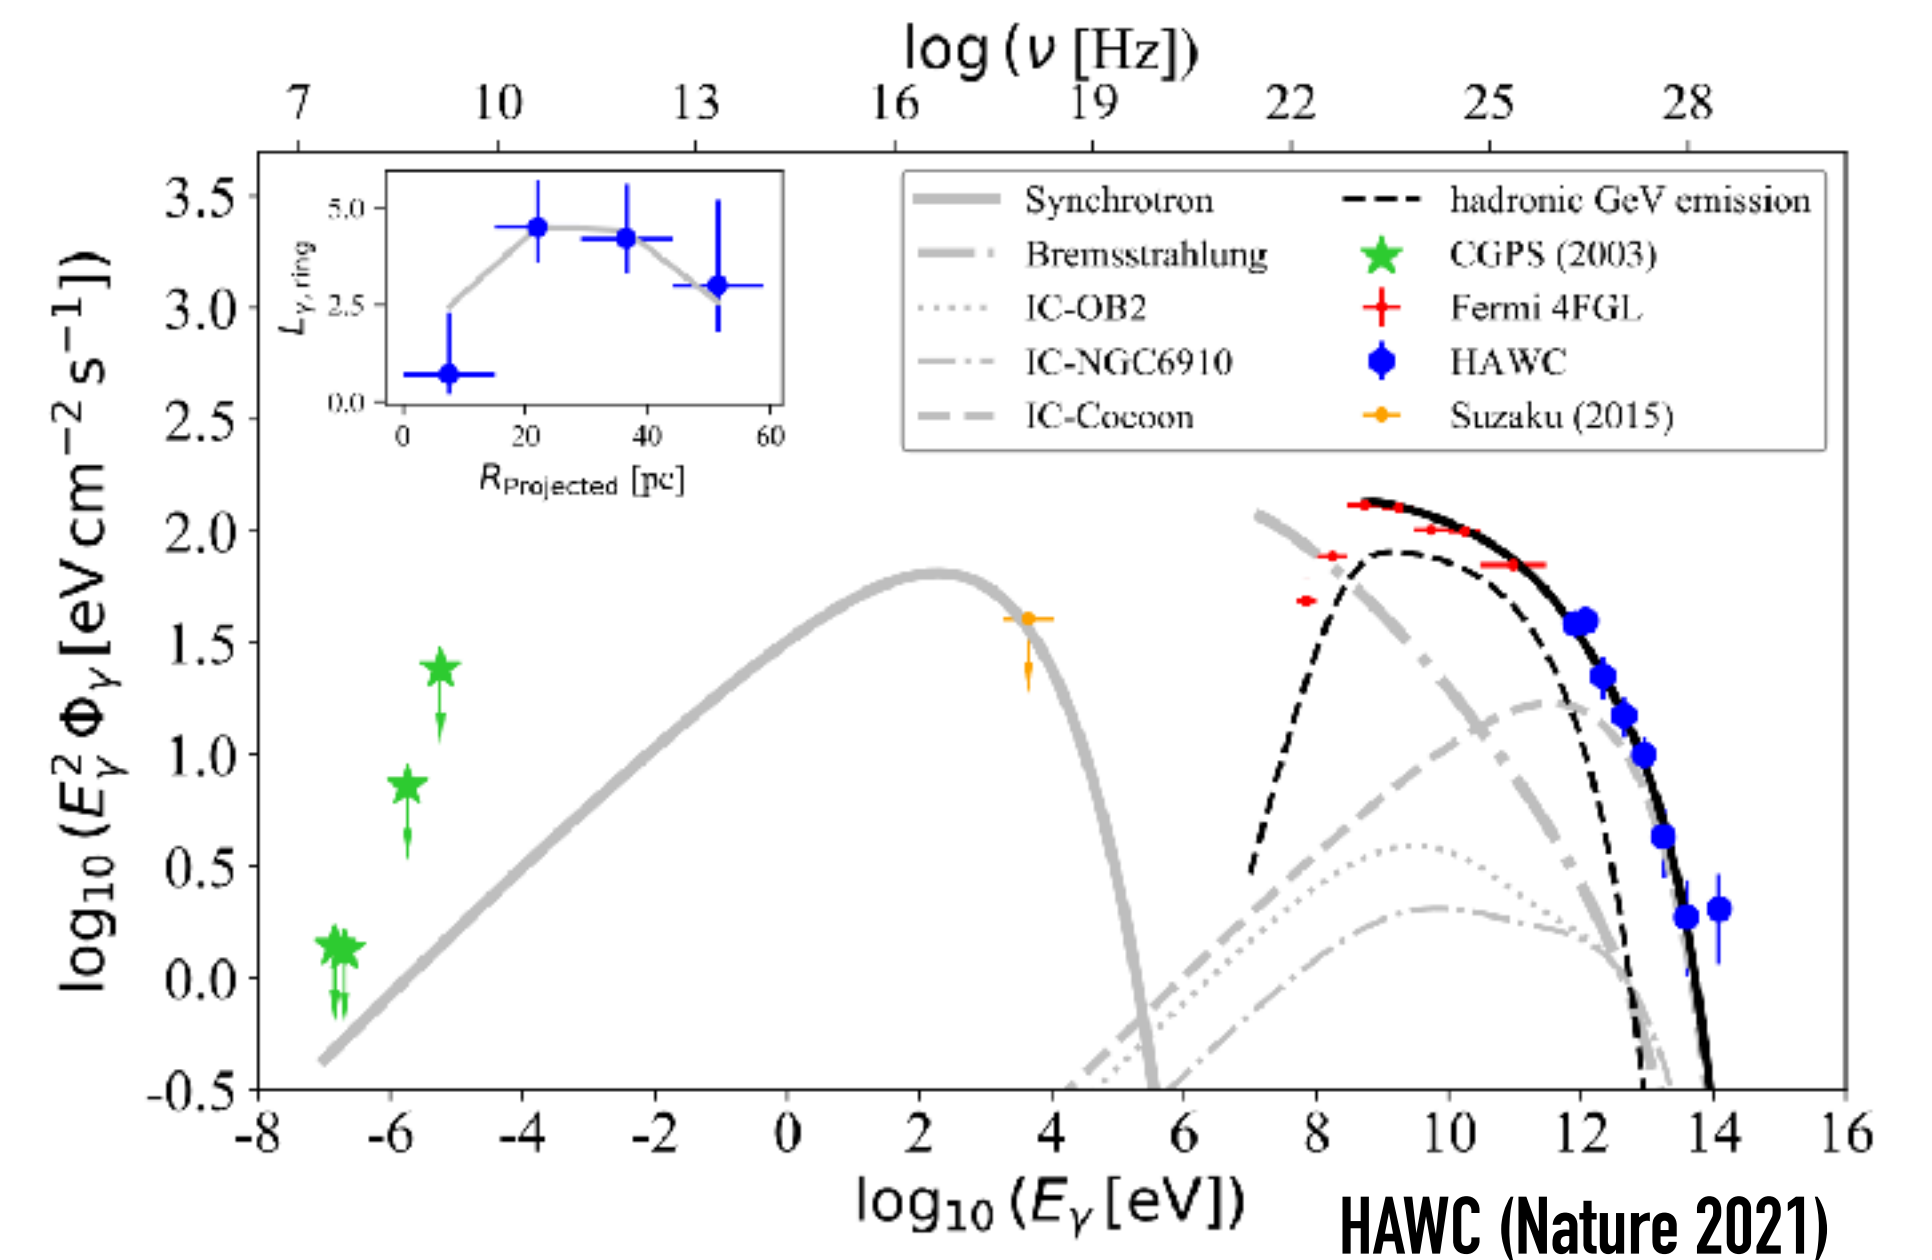 log (ν [Hz])
7 10 13 16 19 22 25 28
log₁₀ (E²γ Φγ [eV cm⁻² s⁻¹])
3.5
3.0
2.5
2.0
1.5
1.0
0.5
0.0
-0.5
Lγ, ring
5.0
2.5
0.0
0 20 40 60
R_Projected [pc]
Synchrotron
Bremsstrahlung
IC-OB2
IC-NGC6910
IC-Cocoon
hadronic GeV emission
CGPS (2003)
Fermi 4FGL
HAWC
Suzaku (2015)
-8 -6 -4 -2 0 2 4 6 8 10 12 14 16
log₁₀ (Eγ [eV])
HAWC (Nature 2021)